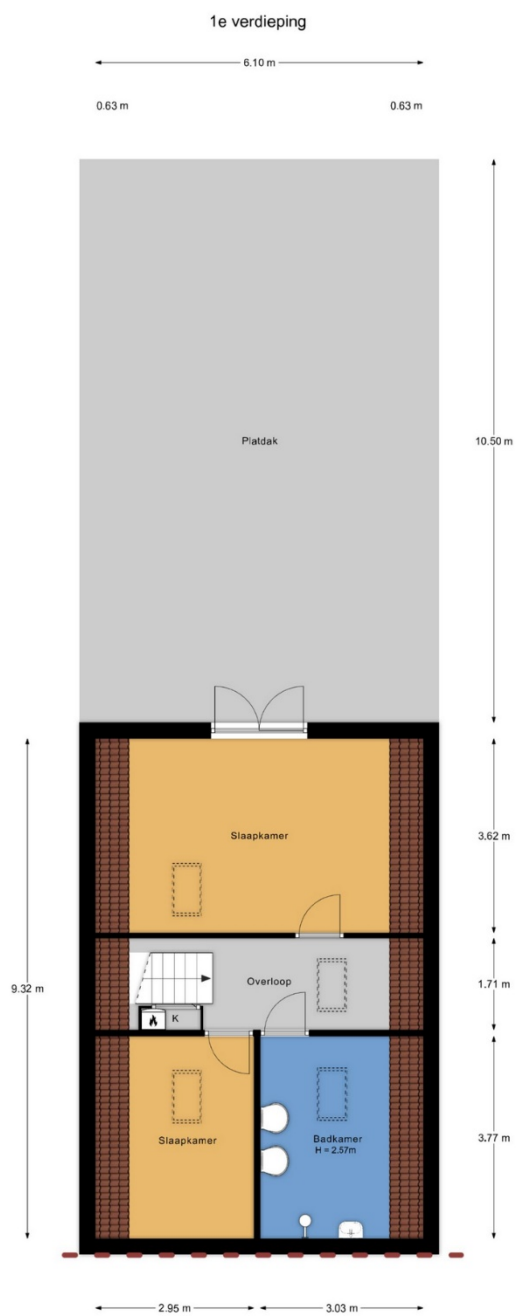 1e verdieping
6.10 m
0.63 m
0.63 m
Platdak
10.50 m
Slaapkamer
3.62 m
9.32 m
Overloop
1.71 m
K
Slaapkamer
Badkamer
H = 2.57m
3.77 m
2.95 m
3.03 m